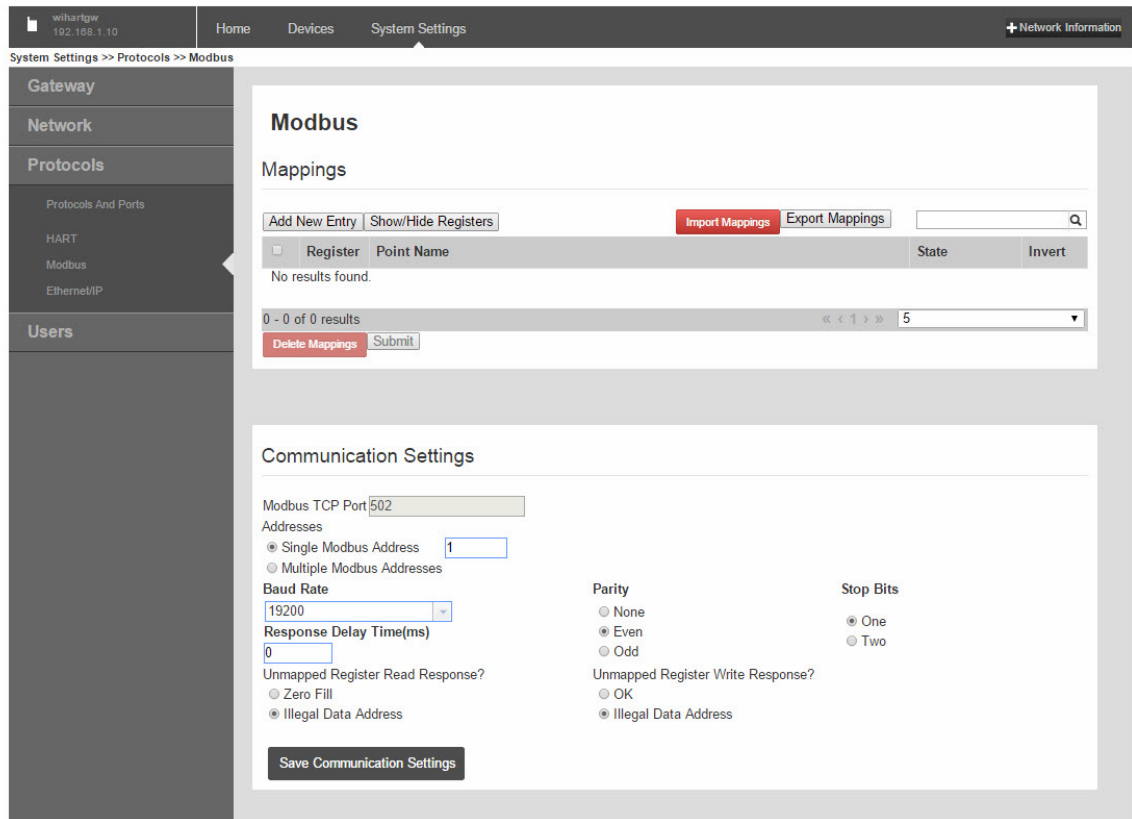 wihartgw
192.168.1.10
Home
Devices
System Settings
+Network Information
System Settings >> Protocols >> Modbus
Gateway
Network
Protocols
Protocols And Ports
HART
Modbus
Ethernet/IP
Users
Modbus
Mappings
Add New Entry Show/Hide Registers Import Mappings Export Mappings
Register Point Name State Invert
No results found.
0 - 0 of 0 results « ‹ 1 › » 5
Delete Mappings Submit
Communication Settings
Modbus TCP Port 502
Addresses
Single Modbus Address 1
Multiple Modbus Addresses
Baud Rate Parity Stop Bits
19200 None One
Response Delay Time(ms) Even Two
0 Odd
Unmapped Register Read Response? Unmapped Register Write Response?
Zero Fill OK
Illegal Data Address Illegal Data Address
Save Communication Settings